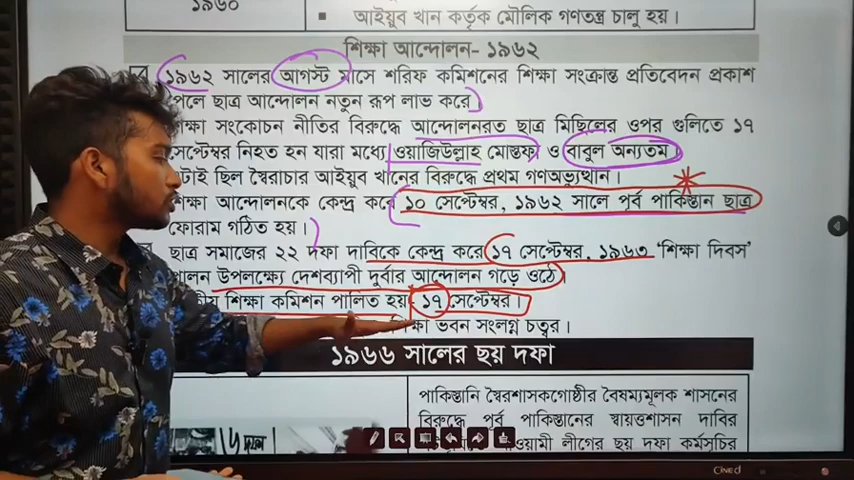 ১৯৬০
▪ আইয়ুব খান কর্তৃক মৌলিক গণতন্ত্র চালু হয়।
শিক্ষা আন্দোলন- ১৯৬২
১৯৬২ সালের আগস্ট মাসে শরিফ কমিশনের শিক্ষা সংক্রান্ত প্রতিবেদন প্রকাশ
পেলে ছাত্র আন্দোলন নতুন রূপ লাভ করে।
শিক্ষা সংকোচন নীতির বিরুদ্ধে আন্দোলনরত ছাত্র মিছিলের ওপর গুলিতে ১৭
সেপ্টেম্বর নিহত হন যারা মধ্যে ওয়াজিউল্লাহ মোস্তফা ও বাবুল অন্যতম।
এটাই ছিল স্বৈরাচার আইয়ুব খানের বিরুদ্ধে প্রথম গণঅভ্যুত্থান।
শিক্ষা আন্দোলনকে কেন্দ্র করে ১০ সেপ্টেম্বর, ১৯৬২ সালে পূর্ব পাকিস্তান ছাত্র
ফোরাম গঠিত হয়।
ছাত্র সমাজের ২২ দফা দাবিকে কেন্দ্র করে ১৭ সেপ্টেম্বর, ১৯৬৩ 'শিক্ষা দিবস'
পালন উপলক্ষ্যে দেশব্যাপী দুর্বার আন্দোলন গড়ে ওঠে।
শিক্ষা কমিশন পালিত হয়- ১৭ সেপ্টেম্বর।
শিক্ষা ভবন সংলগ্ন চত্বর।
১৯৬৬ সালের ছয় দফা
পাকিস্তানি স্বৈরশাসকগোষ্ঠীর বৈষম্যমূলক শাসনের
বিরুদ্ধে পূর্ব পাকিস্তানের স্বায়ত্তশাসন দাবির
আওয়ামী লীগের ছয় দফা কর্মসূচির
৬ দফা